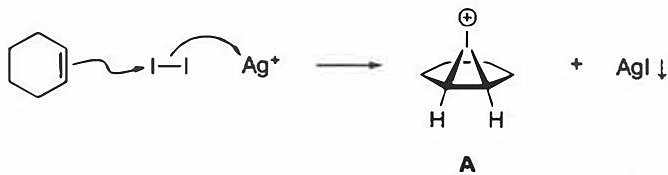 ⊕
I—I Ag⁺ I + AgI↓
H H
A